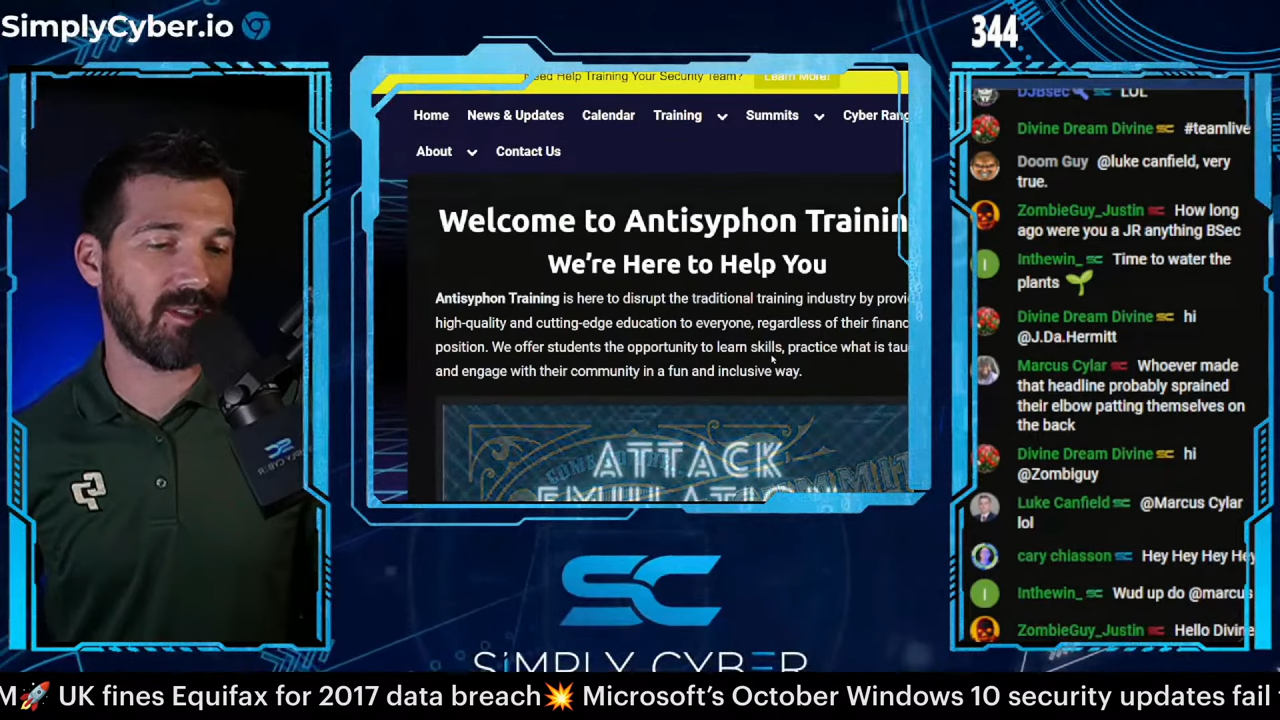 SimplyCyber.io
344
Need Help Training Your Security Team? Learn More!
Home News & Updates Calendar Training Summits Cyber Rang
About Contact Us
Welcome to Antisyphon Trainin
We're Here to Help You
Antisyphon Training is here to disrupt the traditional training industry by provi
high-quality and cutting-edge education to everyone, regardless of their financ
position. We offer students the opportunity to learn skills, practice what is tau
and engage with their community in a fun and inclusive way.
ATTACK
EMULATION
DJBsec LOL
Divine Dream Divine #teamlive
Doom Guy @luke canfield, very
true.
ZombieGuy_Justin How long
ago were you a JR anything BSec
Inthewin_ Time to water the
plants
Divine Dream Divine hi
@J.Da.Hermitt
Marcus Cylar Whoever made
that headline probably sprained
their elbow patting themselves on
the back
Divine Dream Divine hi
@Zombiguy
Luke Canfield @Marcus Cylar
lol
cary chiasson Hey Hey Hey Hey
Inthewin_ Wud up do @marcus
ZombieGuy_Justin Hello Divine
SC
SIMPLY CYBER
M🚀 UK fines Equifax for 2017 data breach💥 Microsoft's October Windows 10 security updates fail